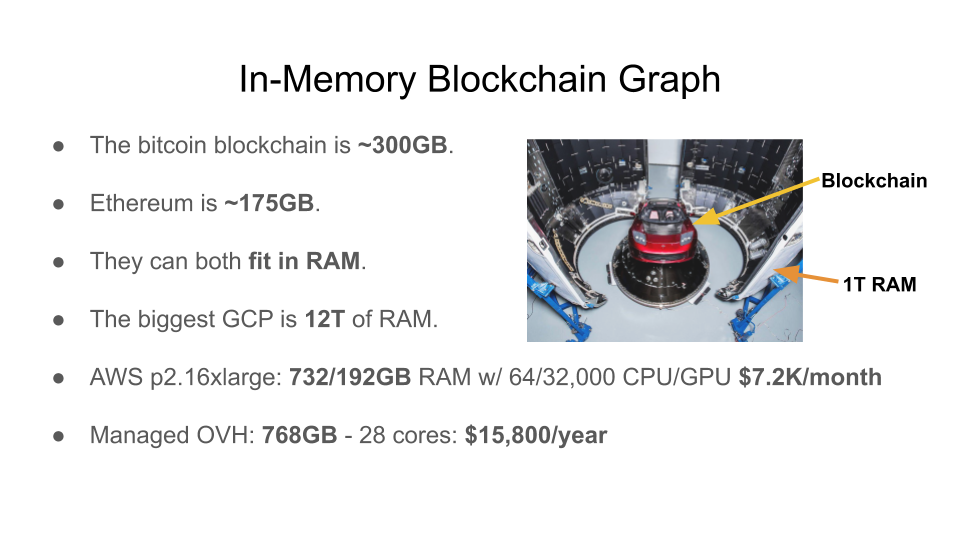 In-Memory Blockchain Graph
● The bitcoin blockchain is ~300GB.
● Ethereum is ~175GB.
● They can both fit in RAM.
● The biggest GCP is 12T of RAM.
● AWS p2.16xlarge: 732/192GB RAM w/ 64/32,000 CPU/GPU $7.2K/month
● Managed OVH: 768GB - 28 cores: $15,800/year
Blockchain
1T RAM